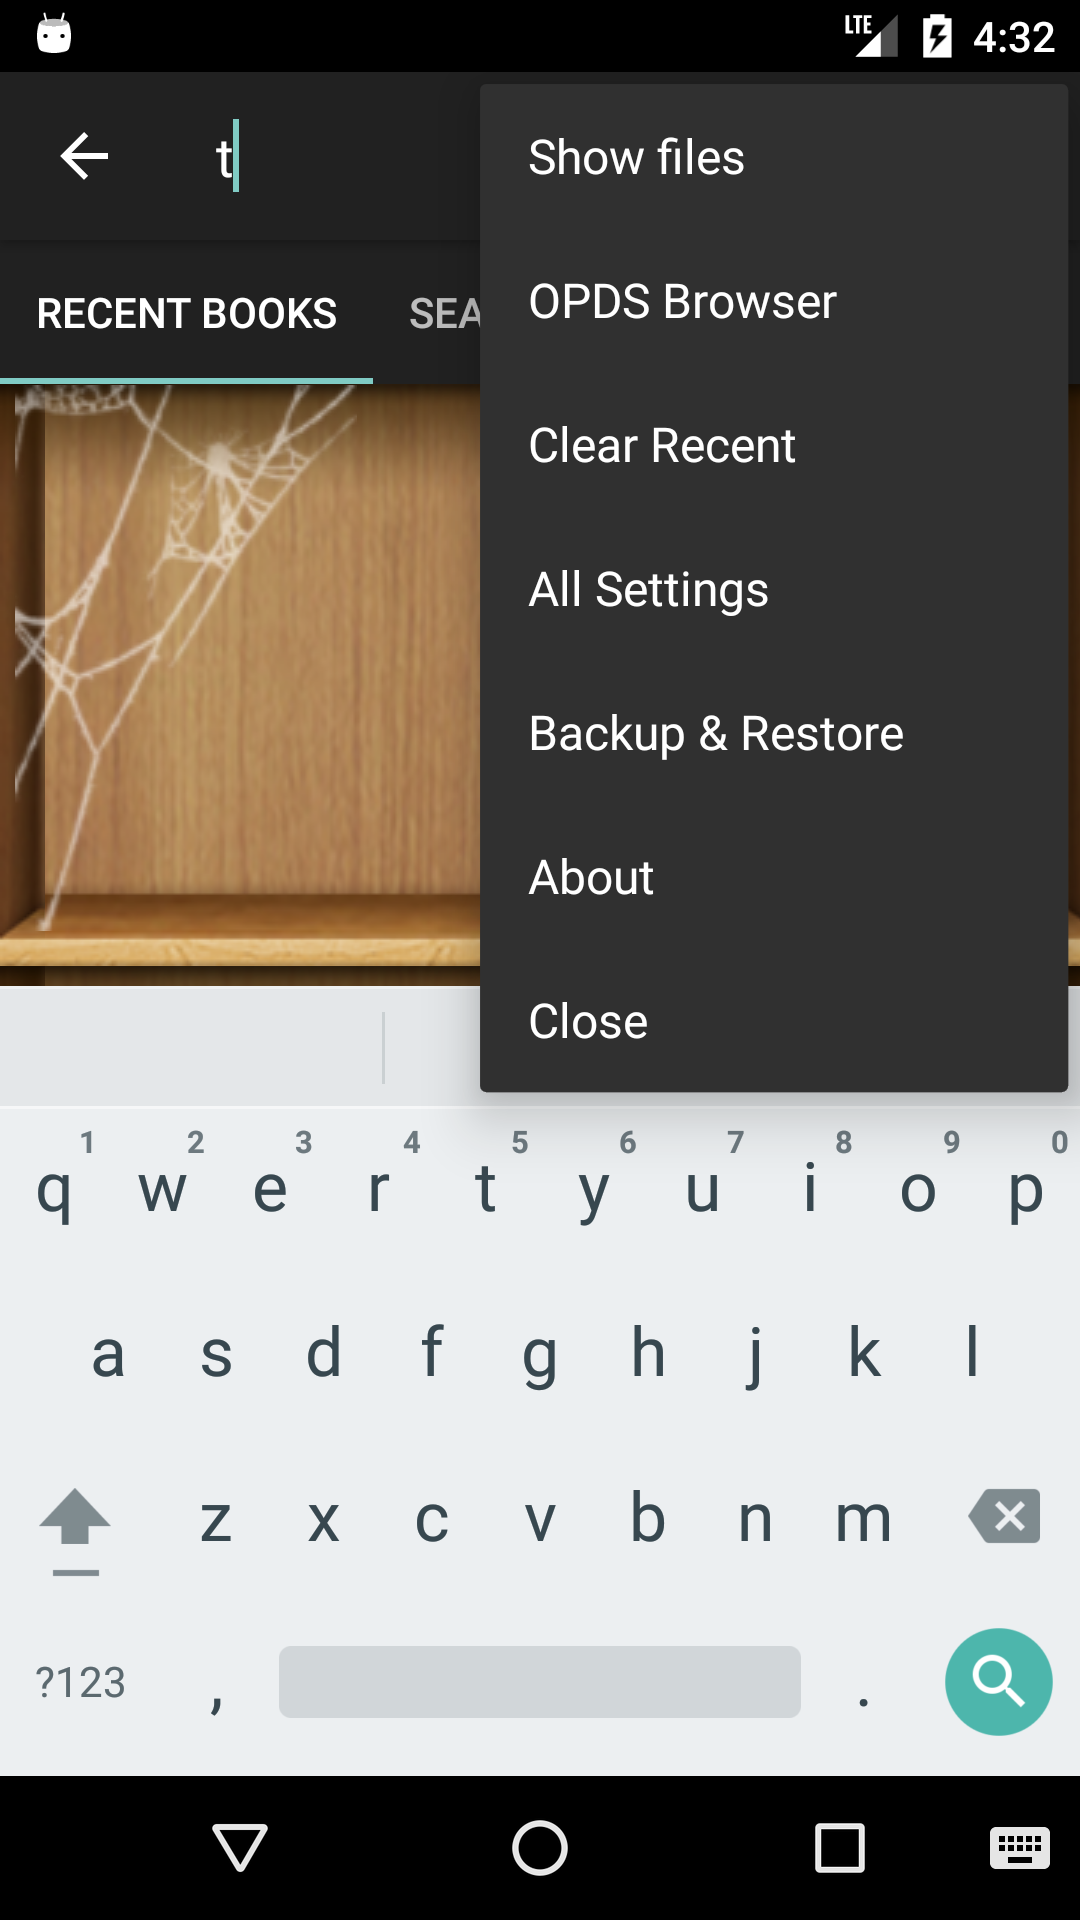 LTE 4:32
t
Show files
RECENT BOOKS SEA
OPDS Browser
Clear Recent
All Settings
Backup & Restore
About
Close
1 2 3 4 5 6 7 8 9 0
q w e r t y u i o p
a s d f g h j k l
z x c v b n m
?123 , .